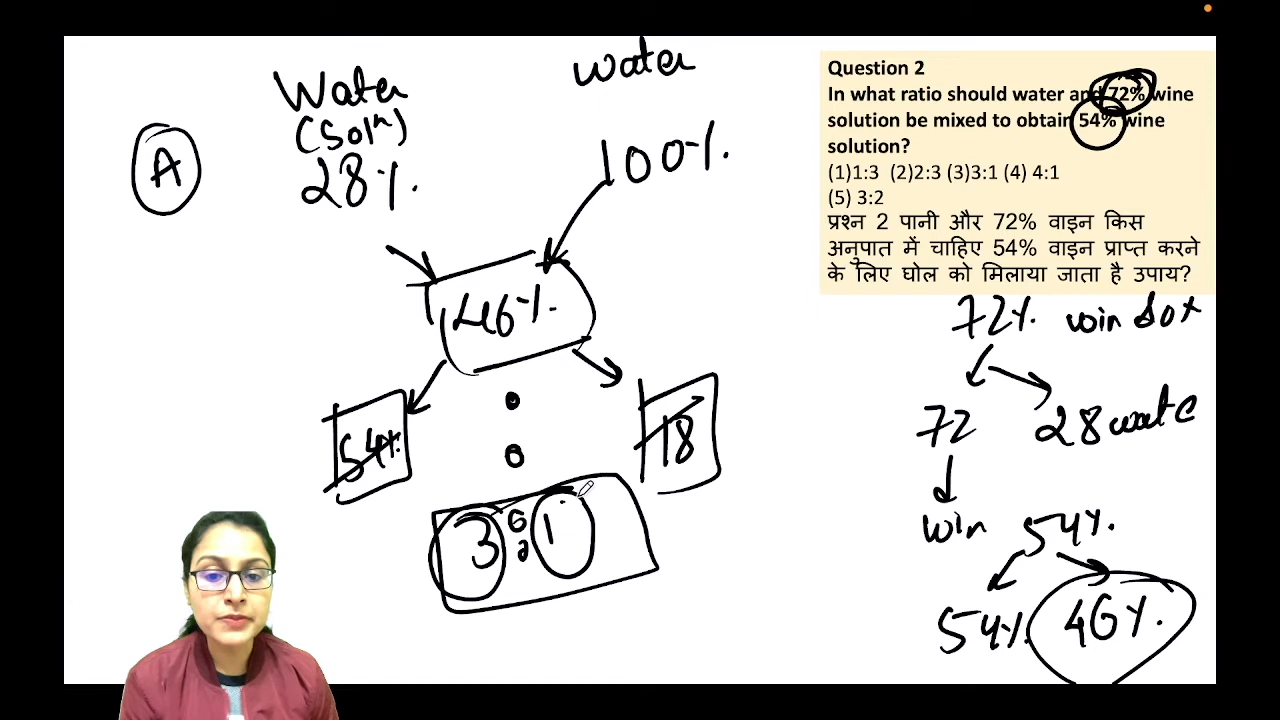 Water
(Solⁿ)
28%.
water
100%.
A
46%.
54%.
18
3 : 1
Question 2
In what ratio should water and 72% wine
solution be mixed to obtain 54% wine
solution?
(1)1:3 (2)2:3 (3)3:1 (4) 4:1
(5) 3:2
प्रश्न 2 पानी और 72% वाइन किस
अनुपात में चाहिए 54% वाइन प्राप्त करने
के लिए घोल को मिलाया जाता है उपाय?
72%. win
72
28
win 54%.
54%. 46%.